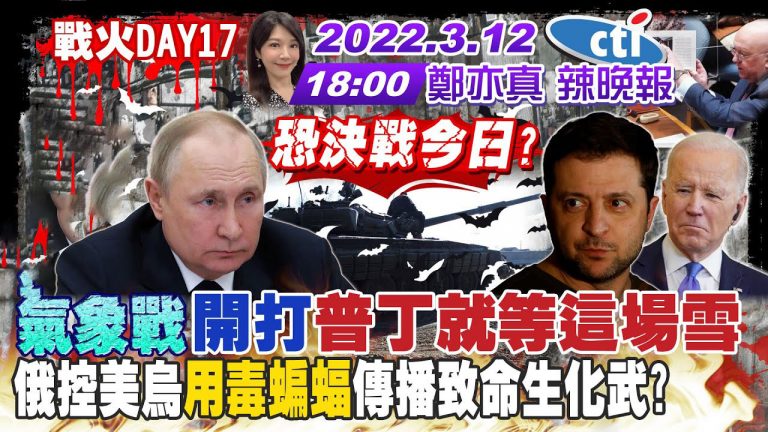 戰火DAY17
2022.3.12
cti
18:00 鄭亦真 辣晚報
恐決戰今日?
氣象戰開打普丁就等這場雪
俄控美烏用毒蝙蝠傳播致命生化武?